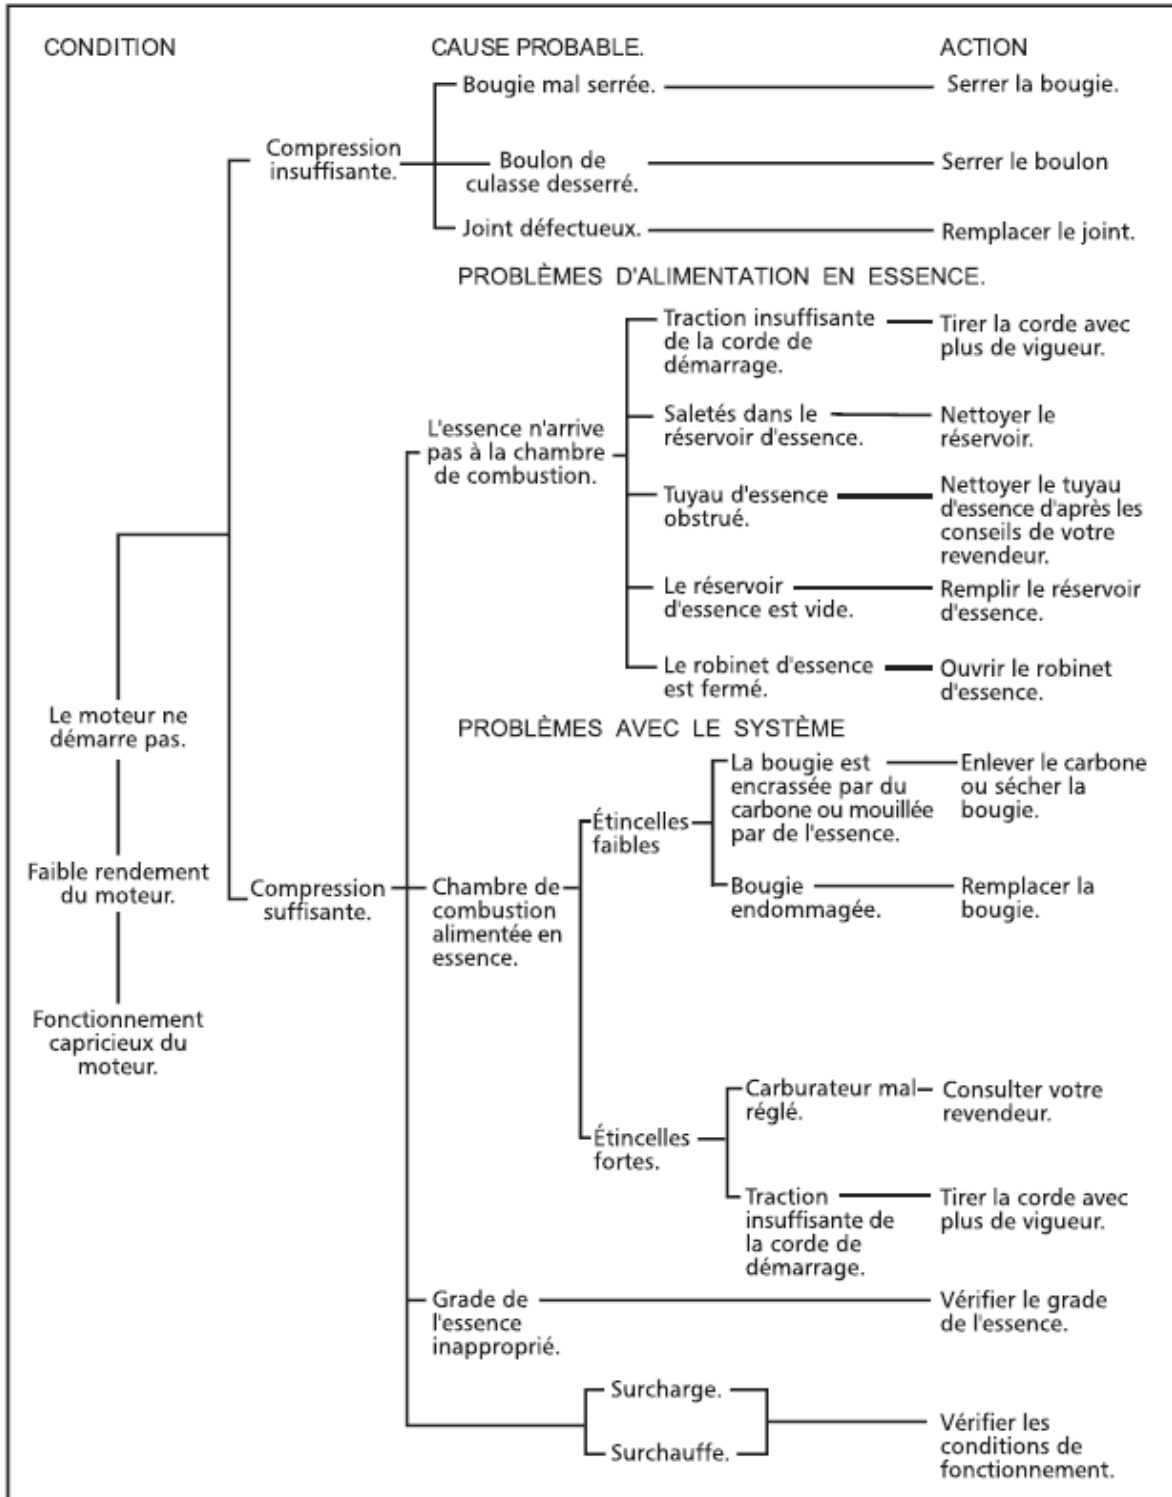 CONDITION
CAUSE PROBABLE.
ACTION
Bougie mal serrée.
Serrer la bougie.
Compression
insuffisante.
Boulon de
culasse desserré.
Serrer le boulon
Joint défectueux.
Remplacer le joint.
PROBLÈMES D'ALIMENTATION EN ESSENCE.
Traction insuffisante
de la corde de
démarrage.
Tirer la corde avec
plus de vigueur.
L'essence n'arrive
pas à la chambre
de combustion.
Saletés dans le
réservoir d'essence.
Nettoyer le
réservoir.
Tuyau d'essence
obstrué.
Nettoyer le tuyau
d'essence d'après les
conseils de votre
revendeur.
Le réservoir
d'essence est vide.
Remplir le réservoir
d'essence.
Le robinet d'essence
est fermé.
Ouvrir le robinet
d'essence.
Le moteur ne
démarre pas.
PROBLÈMES AVEC LE SYSTÈME
La bougie est
encrassée par du
carbone ou mouillée
par de l'essence.
Enlever le carbone
ou sécher la
bougie.
Étincelles
faibles
Faible rendement
du moteur.
Compression
suffisante.
Chambre de
combustion
alimentée en
essence.
Bougie
endommagée.
Remplacer la
bougie.
Fonctionnement
capricieux du
moteur.
Carburateur mal
réglé.
Consulter votre
revendeur.
Étincelles
fortes.
Traction
insuffisante de
la corde de
démarrage.
Tirer la corde avec
plus de vigueur.
Grade de
l'essence
inapproprié.
Vérifier le grade
de l'essence.
Surcharge.
Surchauffe.
Vérifier les
conditions de
fonctionnement.